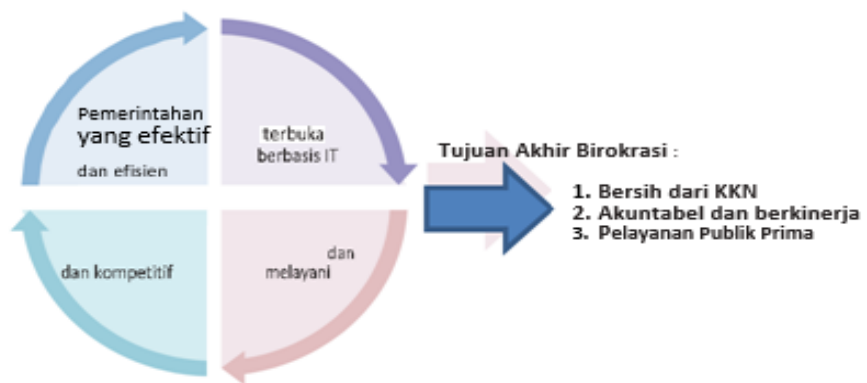 Pemerintahan
yang efektif
dan efisien
terbuka
berbasis IT
dan kompetitif
dan
melayani
Tujuan Akhir Birokrasi :
1. Bersih dari KKN
2. Akuntabel dan berkinerja
3. Pelayanan Publik Prima